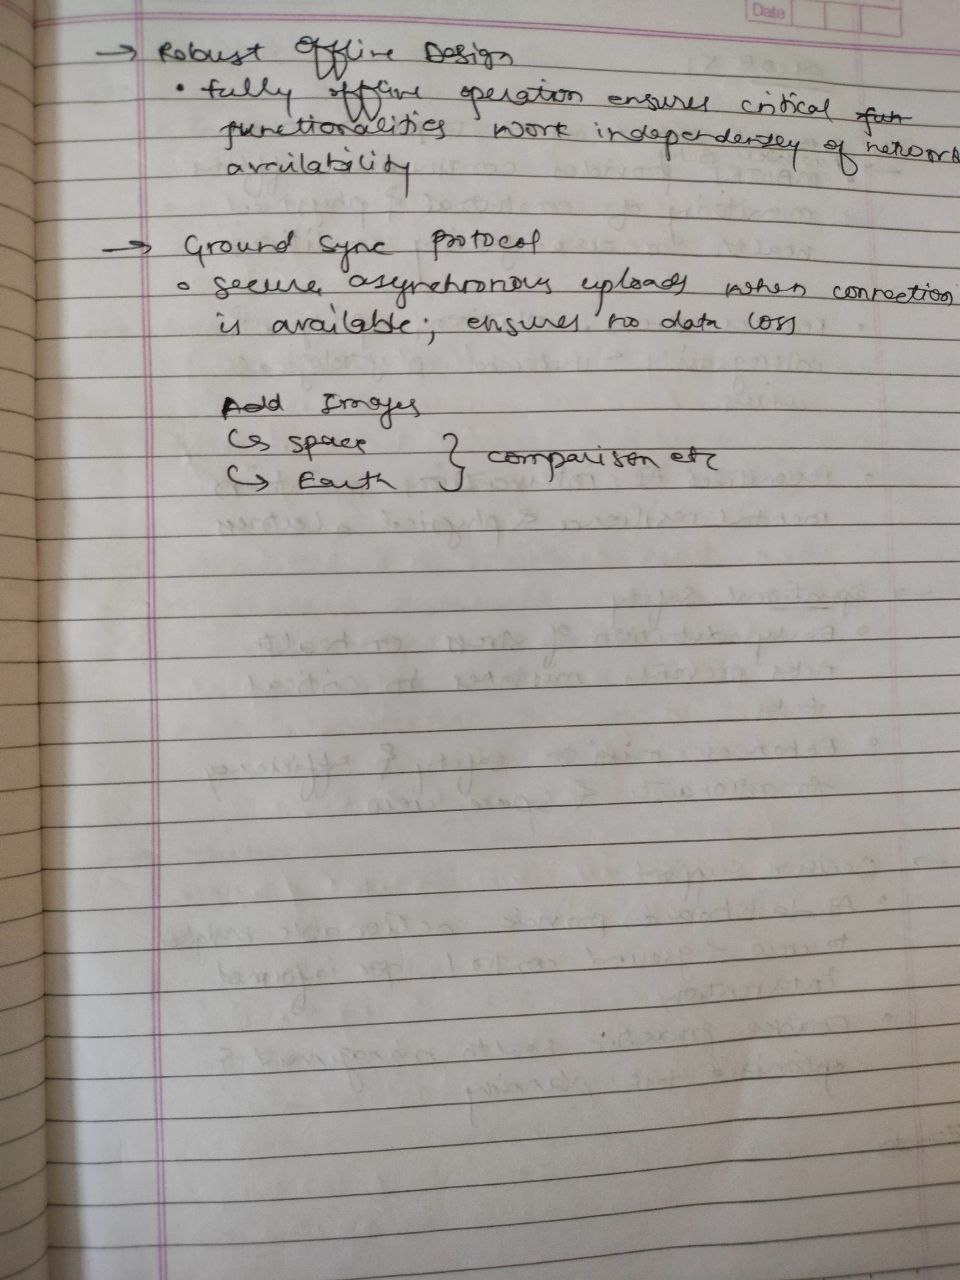 Date
→ Robust Offline Design
• fully offline operation ensures critical fun
functionalities work independenzey of network
availability
→ Ground Sync Protocol
• secure asynchronous uploads when connection
is available; ensures no data loss
Add Images
↳ space } comparison etc
↳ Earth